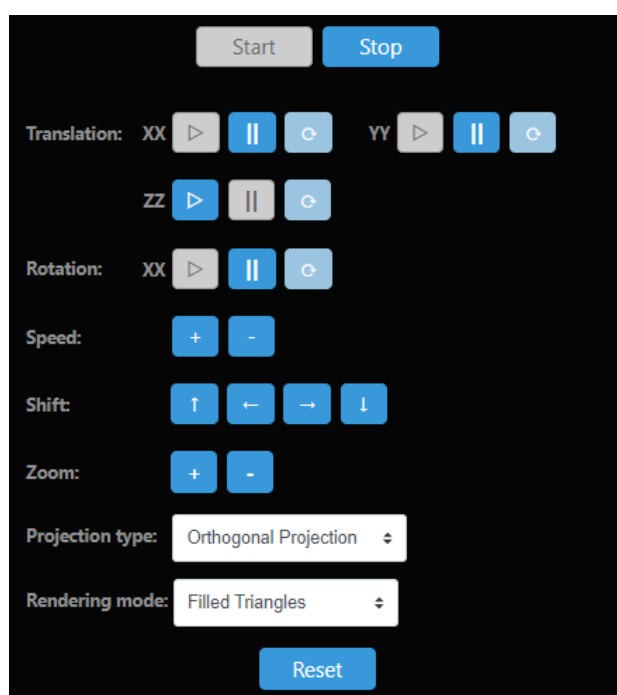 Start Stop
Translation: XX ▷ || ⟳ YY ▷ || ⟳
ZZ ▷ || ⟳
Rotation: XX ▷ || ⟳
Speed: + -
Shift: ↑ ← → ↓
Zoom: + -
Projection type: Orthogonal Projection
Rendering mode: Filled Triangles
Reset